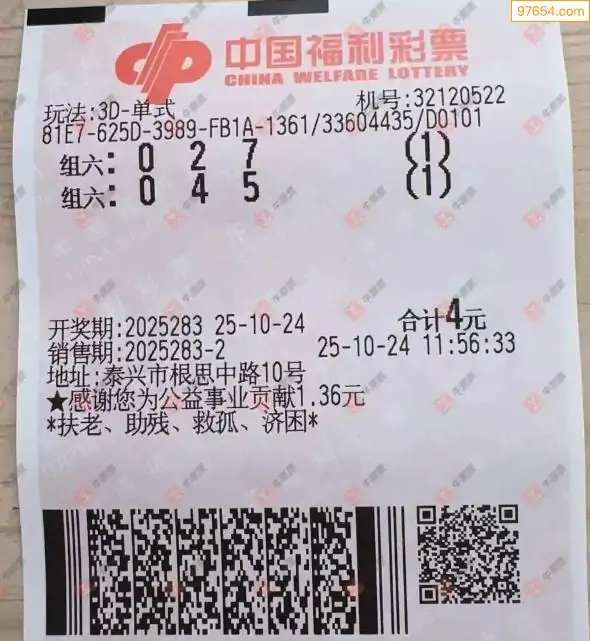 97654.com
中国福利彩票
CHINA WELFARE LOTTERY
玩法:3D-单式 机号:32120522
81E7-625D-3989-FB1A-1361/33604435/D0101
组六: 0 2 7 (1)
组六: 0 4 5 (1)
开奖期:2025283 25-10-24 合计4元
销售期:2025283-2 25-10-24 11:56:33
地址:泰兴市根思中路10号
★感谢您为公益事业贡献1.36元
*扶老、助残、救孤、济困*